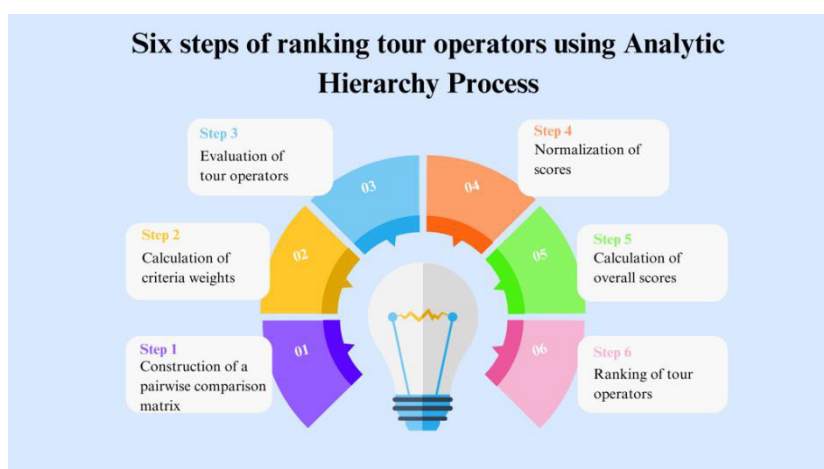 Six steps of ranking tour operators using Analytic
Hierarchy Process
Step 1
Construction of a
pairwise comparison
matrix
01
Step 2
Calculation of
criteria weights
02
Step 3
Evaluation of
tour operators
03
Step 4
Normalization of
scores
04
Step 5
Calculation of
overall scores
05
Step 6
Ranking of tour
operators
06